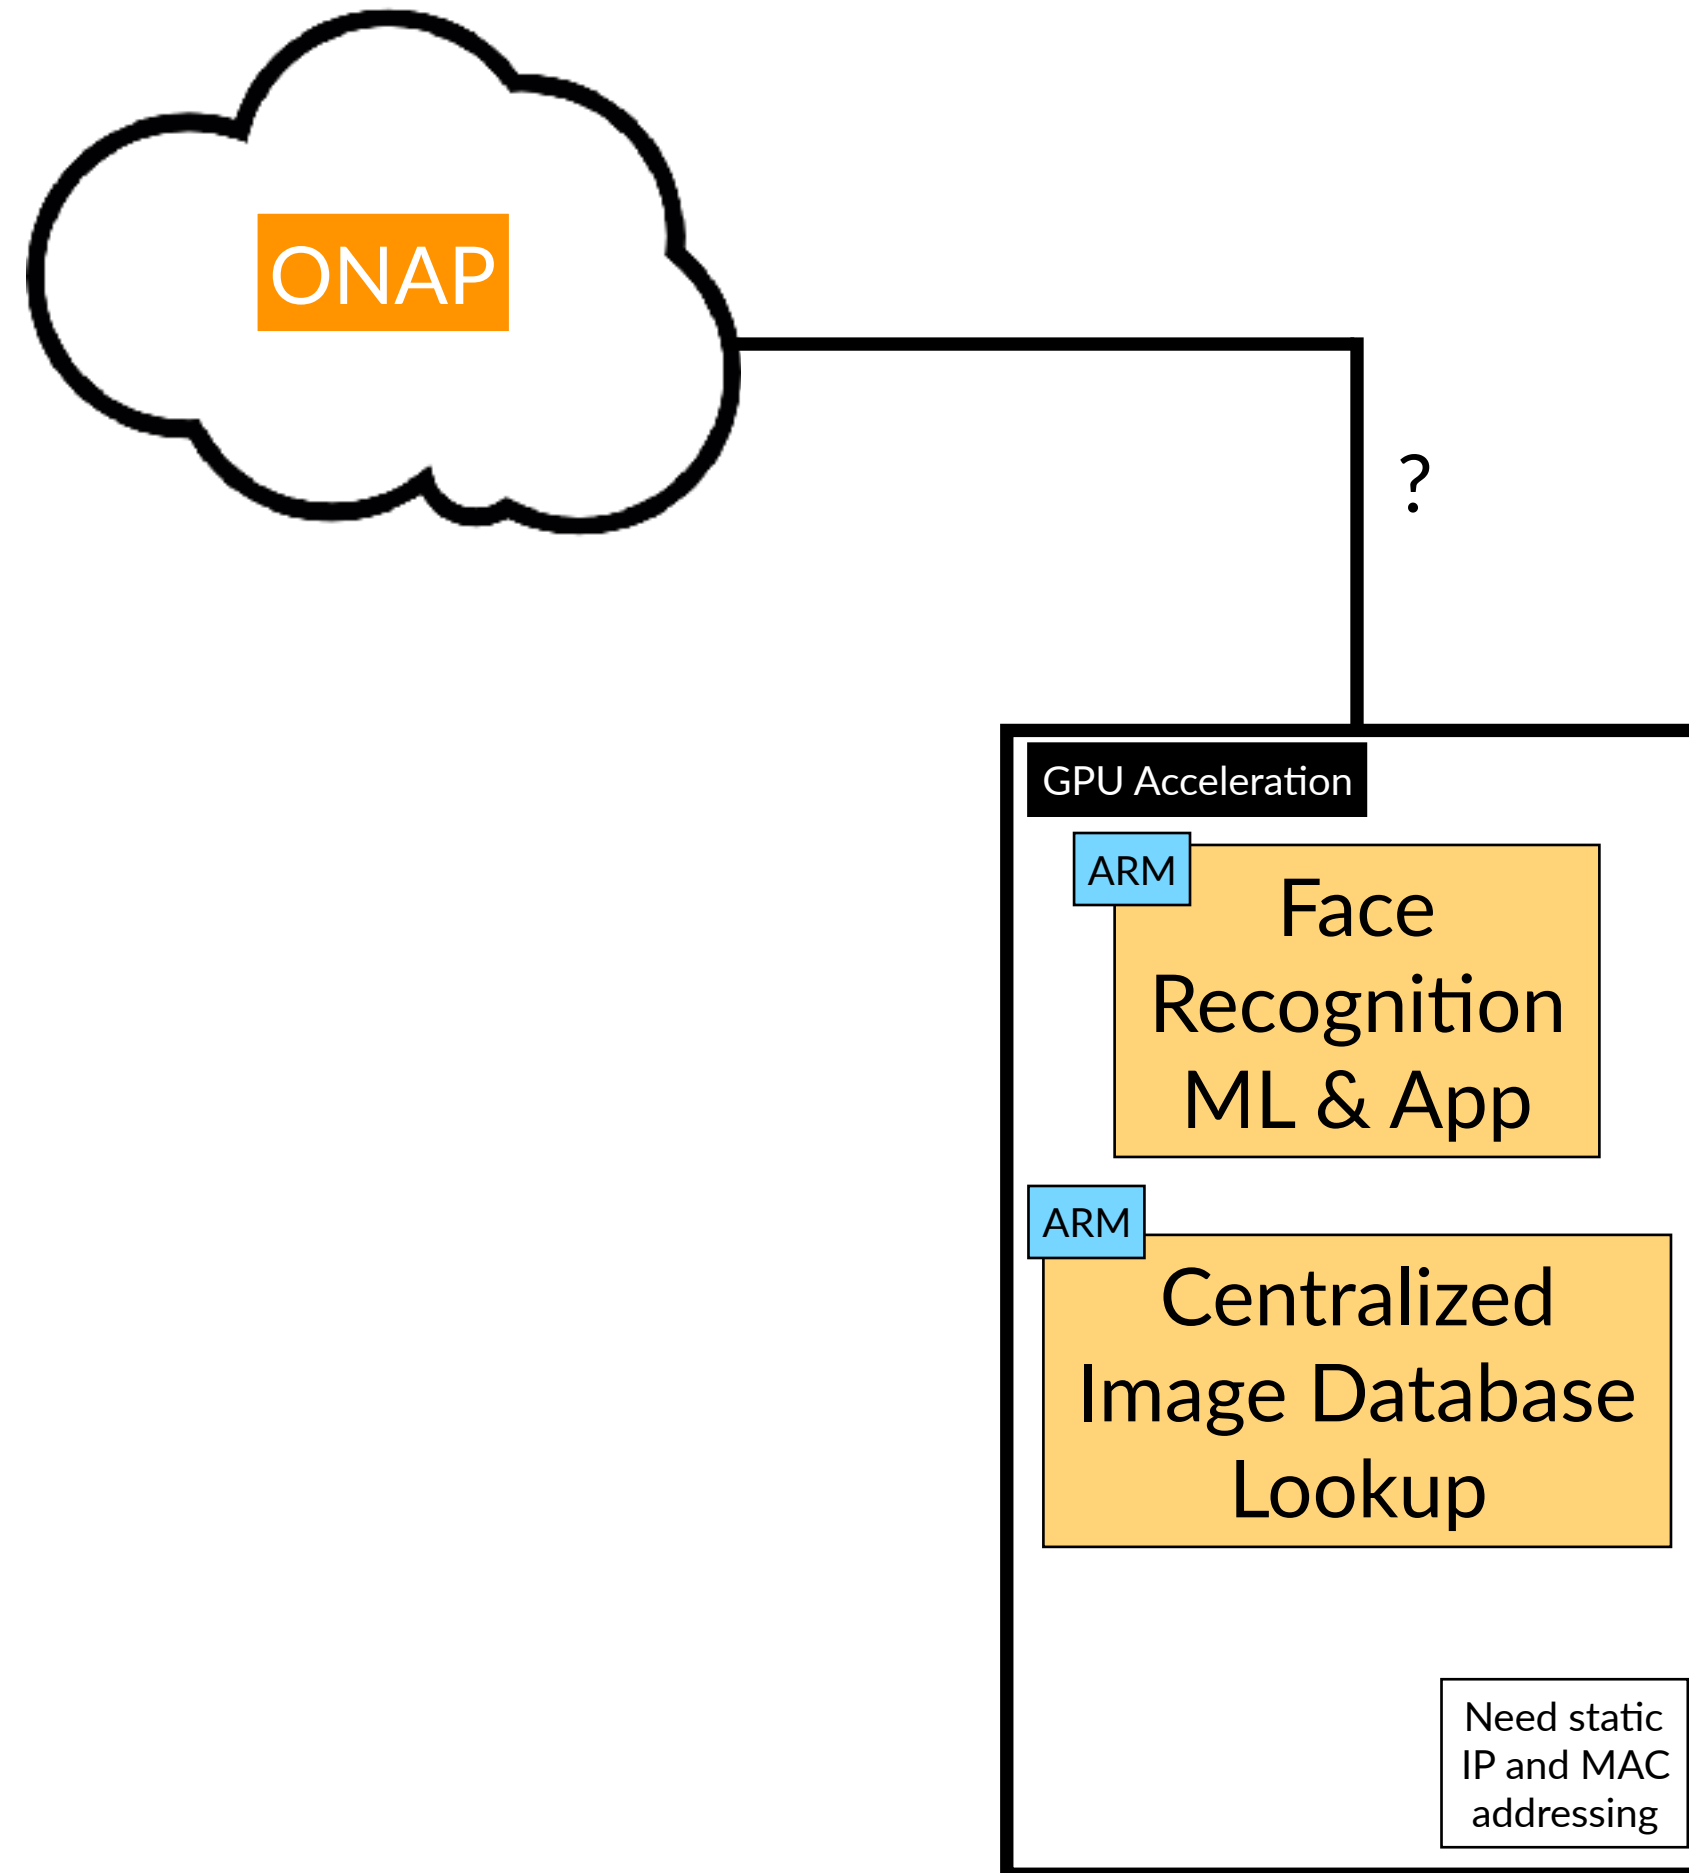 ONAP
?
GPU Acceleration
ARM
Face
Recognition
ML & App
ARM
Centralized
Image Database
Lookup
Need static
IP and MAC
addressing